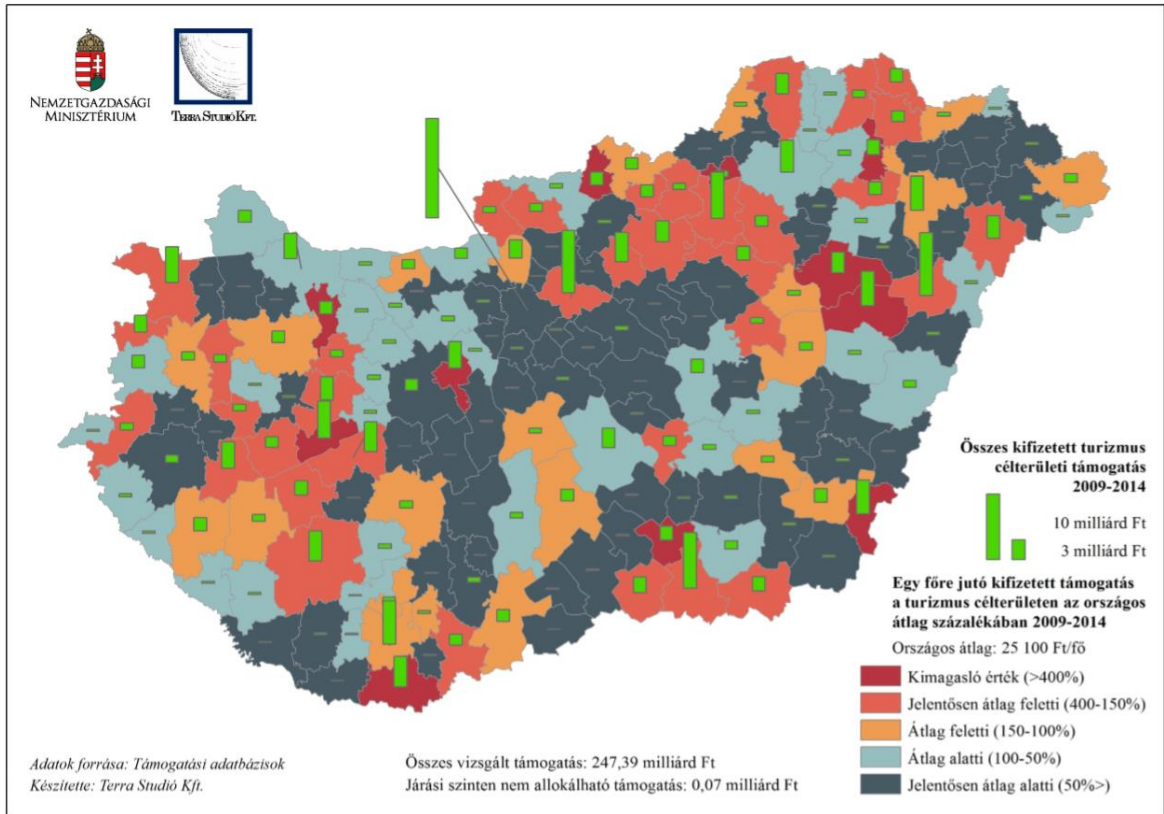 NEMZETGAZDASÁGI
MINISZTÉRIUM
TERRA STUDIÓ KFT.
Összes kifizetett turizmus
célterületi támogatás
2009-2014
10 milliárd Ft
3 milliárd Ft
Egy főre jutó kifizetett támogatás
a turizmus célterületen az országos
átlag százalékában 2009-2014
Országos átlag: 25 100 Ft/fő
Kimagasló érték (>400%)
Jelentősen átlag feletti (400-150%)
Átlag feletti (150-100%)
Átlag alatti (100-50%)
Jelentősen átlag alatti (50%>)
Adatok forrása: Támogatási adatbázisok
Készítette: Terra Studió Kft.
Összes vizsgált támogatás: 247,39 milliárd Ft
Járási szinten nem allokálható támogatás: 0,07 milliárd Ft